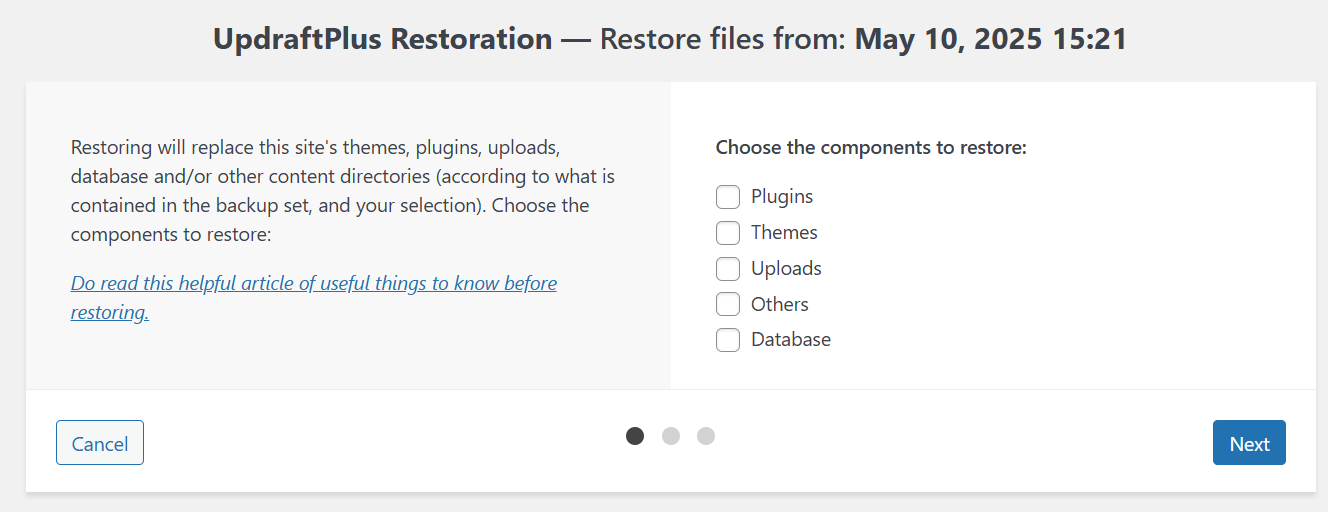 UpdraftPlus Restoration — Restore files from: May 10, 2025 15:21
Restoring will replace this site's themes, plugins, uploads,
database and/or other content directories (according to what is
contained in the backup set, and your selection). Choose the
components to restore:
Do read this helpful article of useful things to know before
restoring.
Choose the components to restore:
Plugins
Themes
Uploads
Others
Database
Cancel
Next